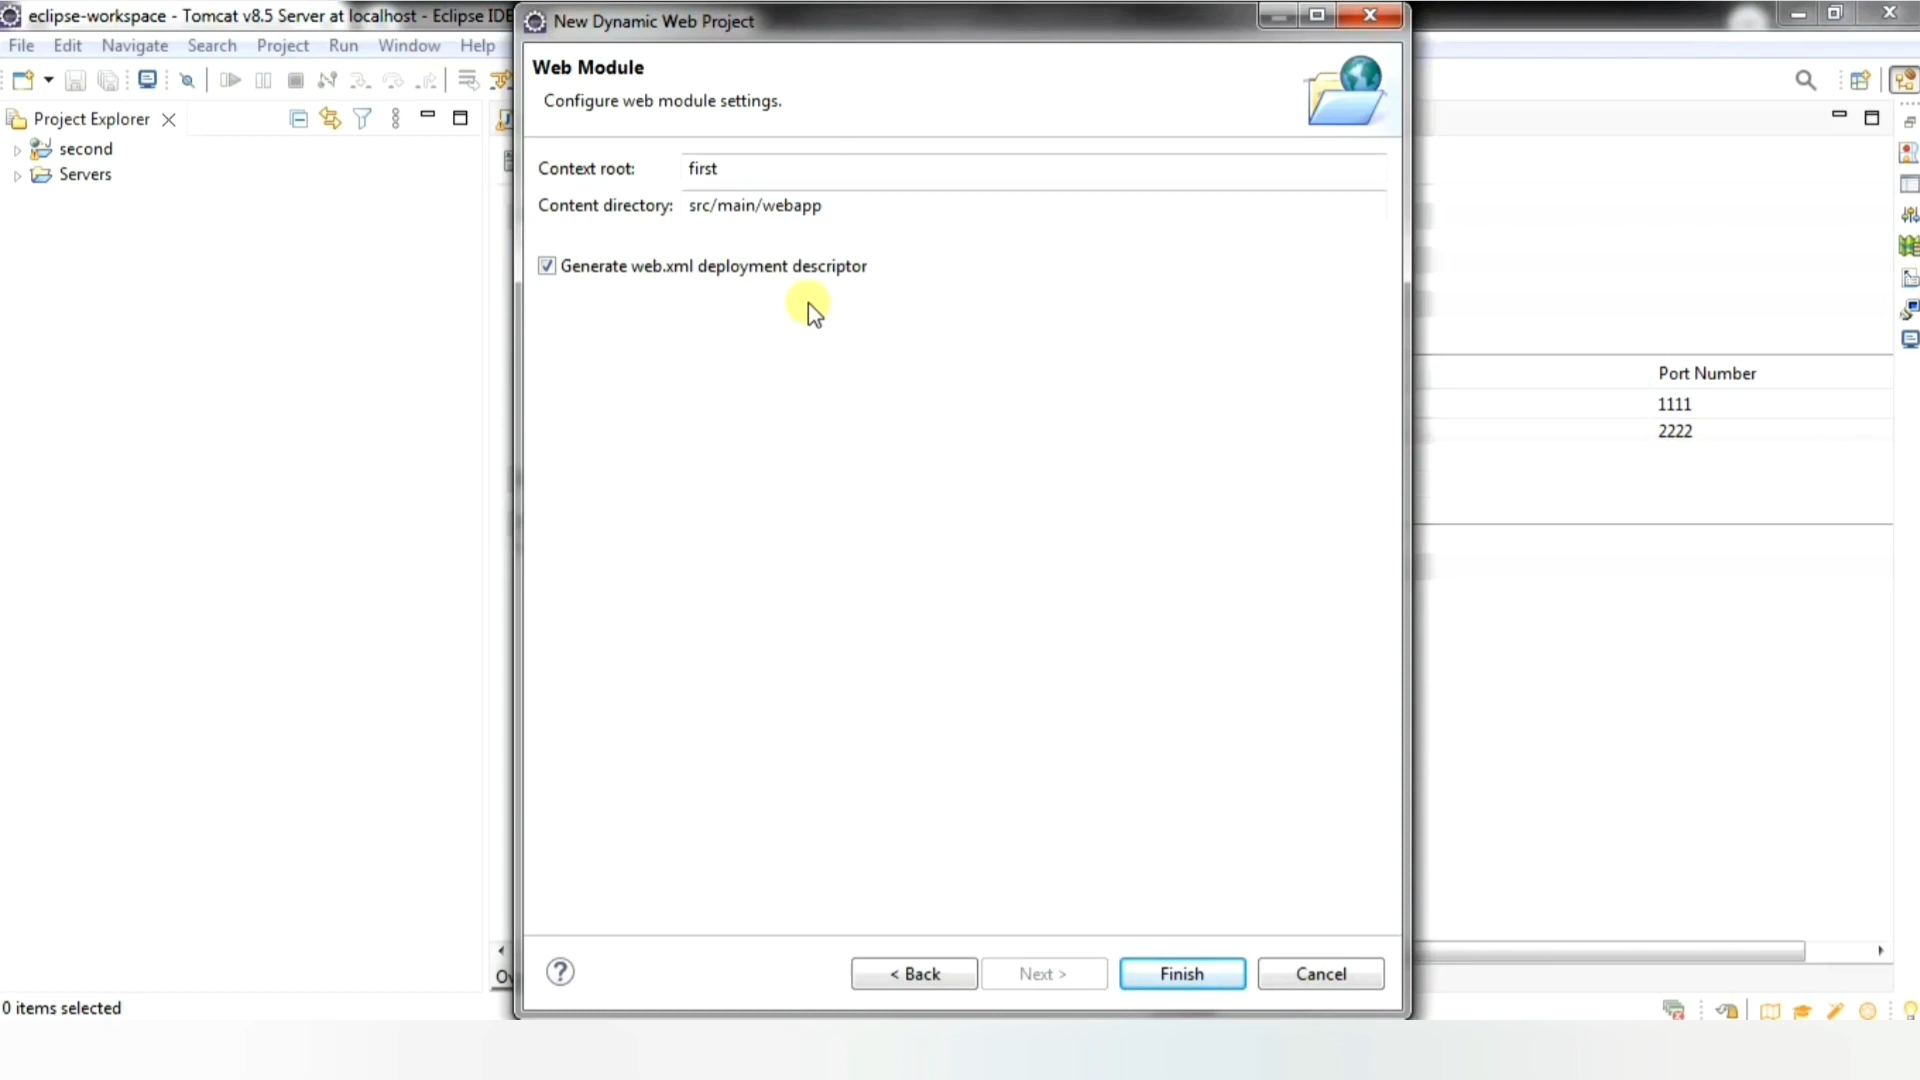 eclipse-workspace - Tomcat v8.5 Server at localhost - Eclipse IDE
New Dynamic Web Project
File Edit Navigate Search Project Run Window Help
Web Module
Configure web module settings.
Project Explorer
second
Servers
Context root: first
Content directory: src/main/webapp
Generate web.xml deployment descriptor
Port Number
1111
2222
< Back Next > Finish Cancel
Ov
0 items selected